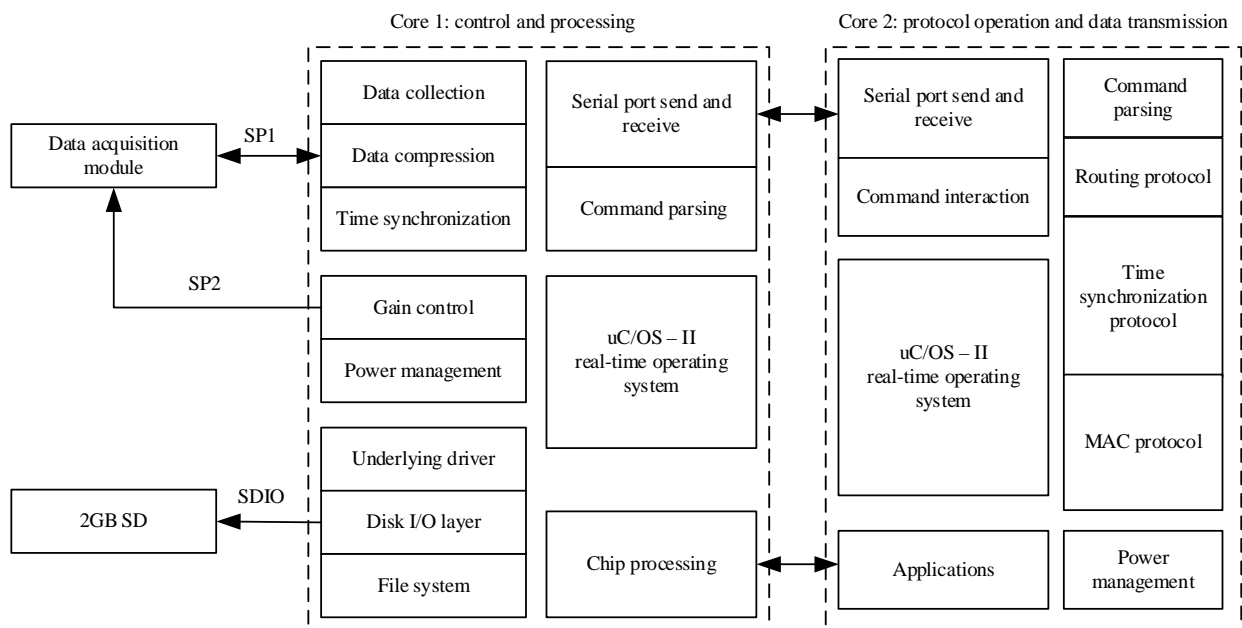 Core 1: control and processing
Core 2: protocol operation and data transmission
Data acquisition
module
SP1
SP2
SDIO
2GB SD
Data collection
Data compression
Time synchronization
Gain control
Power management
Underlying driver
Disk I/O layer
File system
Serial port send and
receive
Command parsing
uC/OS – II
real-time operating
system
Chip processing
Serial port send and
receive
Command interaction
uC/OS – II
real-time operating
system
Applications
Command
parsing
Routing protocol
Time
synchronization
protocol
MAC protocol
Power
management